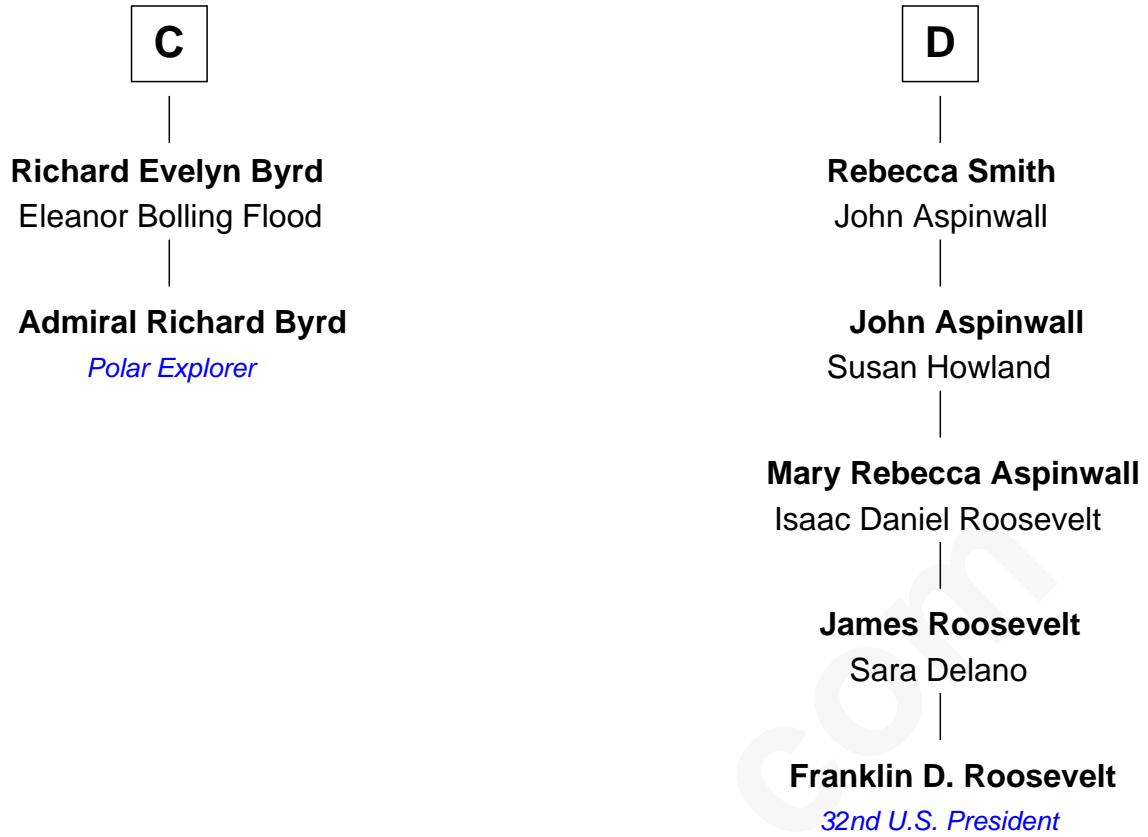 C
Richard Evelyn Byrd
Eleanor Bolling Flood
Admiral Richard Byrd
Polar Explorer
D
Rebecca Smith
John Aspinwall
John Aspinwall
Susan Howland
Mary Rebecca Aspinwall
Isaac Daniel Roosevelt
James Roosevelt
Sara Delano
Franklin D. Roosevelt
32nd U.S. President
com